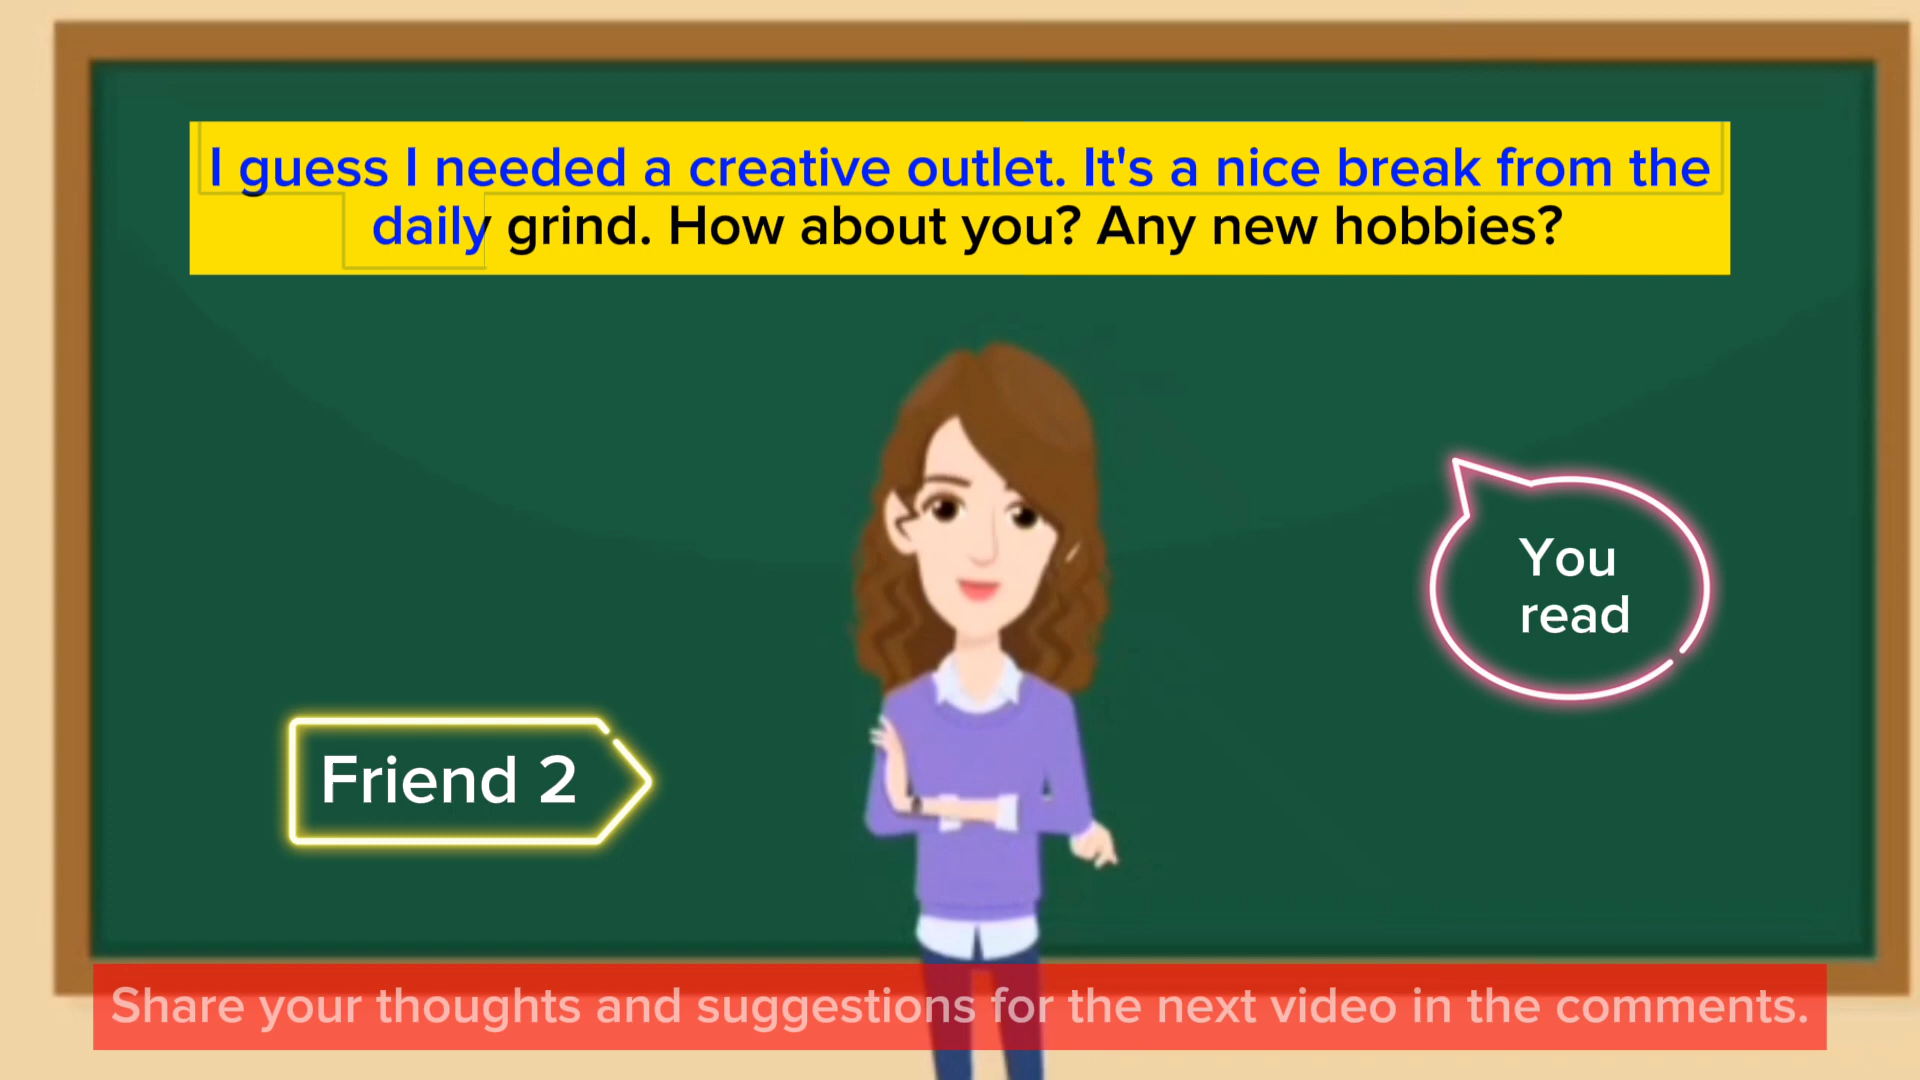 I guess I needed a creative outlet. It's a nice break from the
daily grind. How about you? Any new hobbies?
You
read
Friend 2
Share your thoughts and suggestions for the next video in the comments.